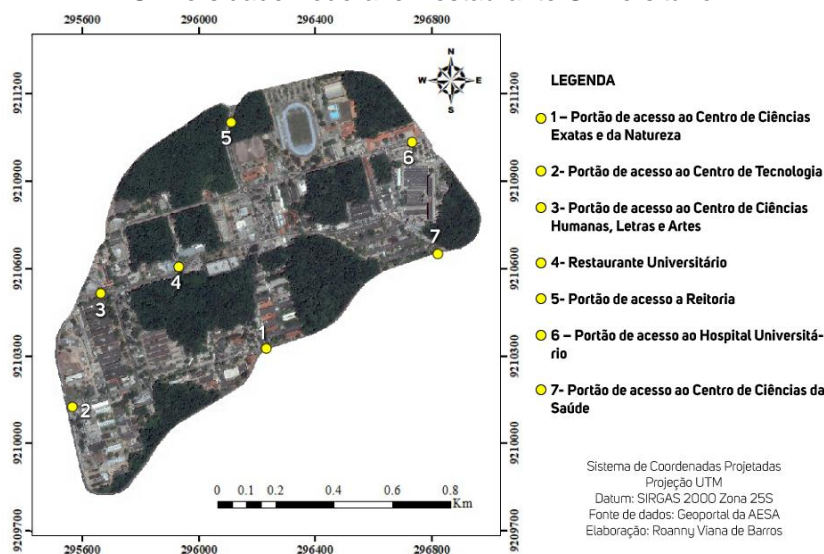 295600 296000 296400 296800
9211200
9210900
9210600
9210300
9210000
9209700
N
W E
S
5
6
7
4
3
1
2
0 0.1 0.2 0.4 0.6 0.8
Km
295600 296000 296400 296800
LEGENDA
1 – Portão de acesso ao Centro de Ciências
Exatas e da Natureza
2- Portão de acesso ao Centro de Tecnologia
3- Portão de acesso ao Centro de Ciências
Humanas, Letras e Artes
4- Restaurante Universitário
5- Portão de acesso a Reitoria
6 – Portão de acesso ao Hospital Universitá-
rio
7- Portão de acesso ao Centro de Ciências da
Saúde
Sistema de Coordenadas Projetadas
Projeção UTM
Datum: SIRGAS 2000 Zona 25S
Fonte de dados: Geoportal da AESA
Elaboração: Roanny Viana de Barros